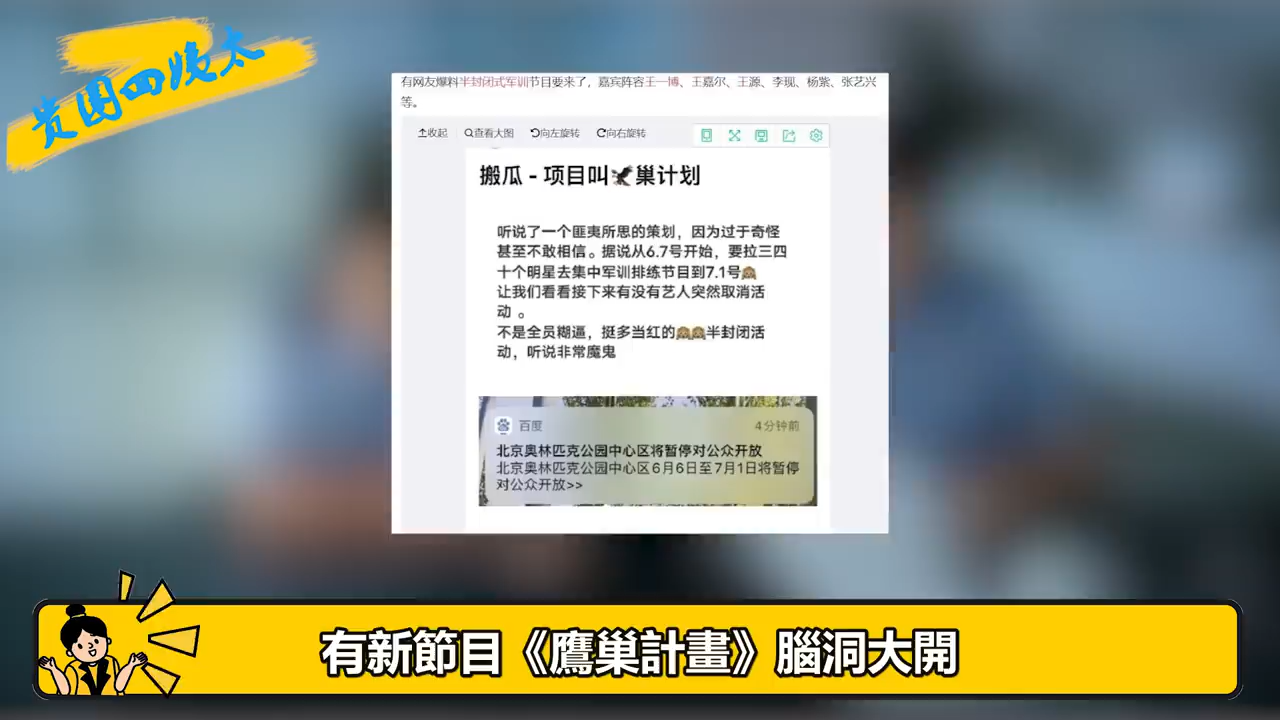 贵圈四姨太
有网友爆料半封闭式军训节目要来了，嘉宾阵容王一博、王嘉尔、王源、李现、杨紫、张艺兴
等。
收起 查看大图 向左旋转 向右旋转
搬瓜 - 项目叫🦅巢计划
听说了一个匪夷所思的策划，因为过于奇怪
甚至不敢相信。据说从6.7号开始，要拉三四
十个明星去集中军训排练节目到7.1号🙈
让我们看看接下来有没有艺人突然取消活
动 。
不是全员糊逼，挺多当红的🙈🙈半封闭活
动，听说非常魔鬼
百度 4分钟前
北京奥林匹克公园中心区将暂停对公众开放
北京奥林匹克公园中心区6月6日至7月1日将暂停
对公众开放>>
有新節目《鷹巢計畫》腦洞大開